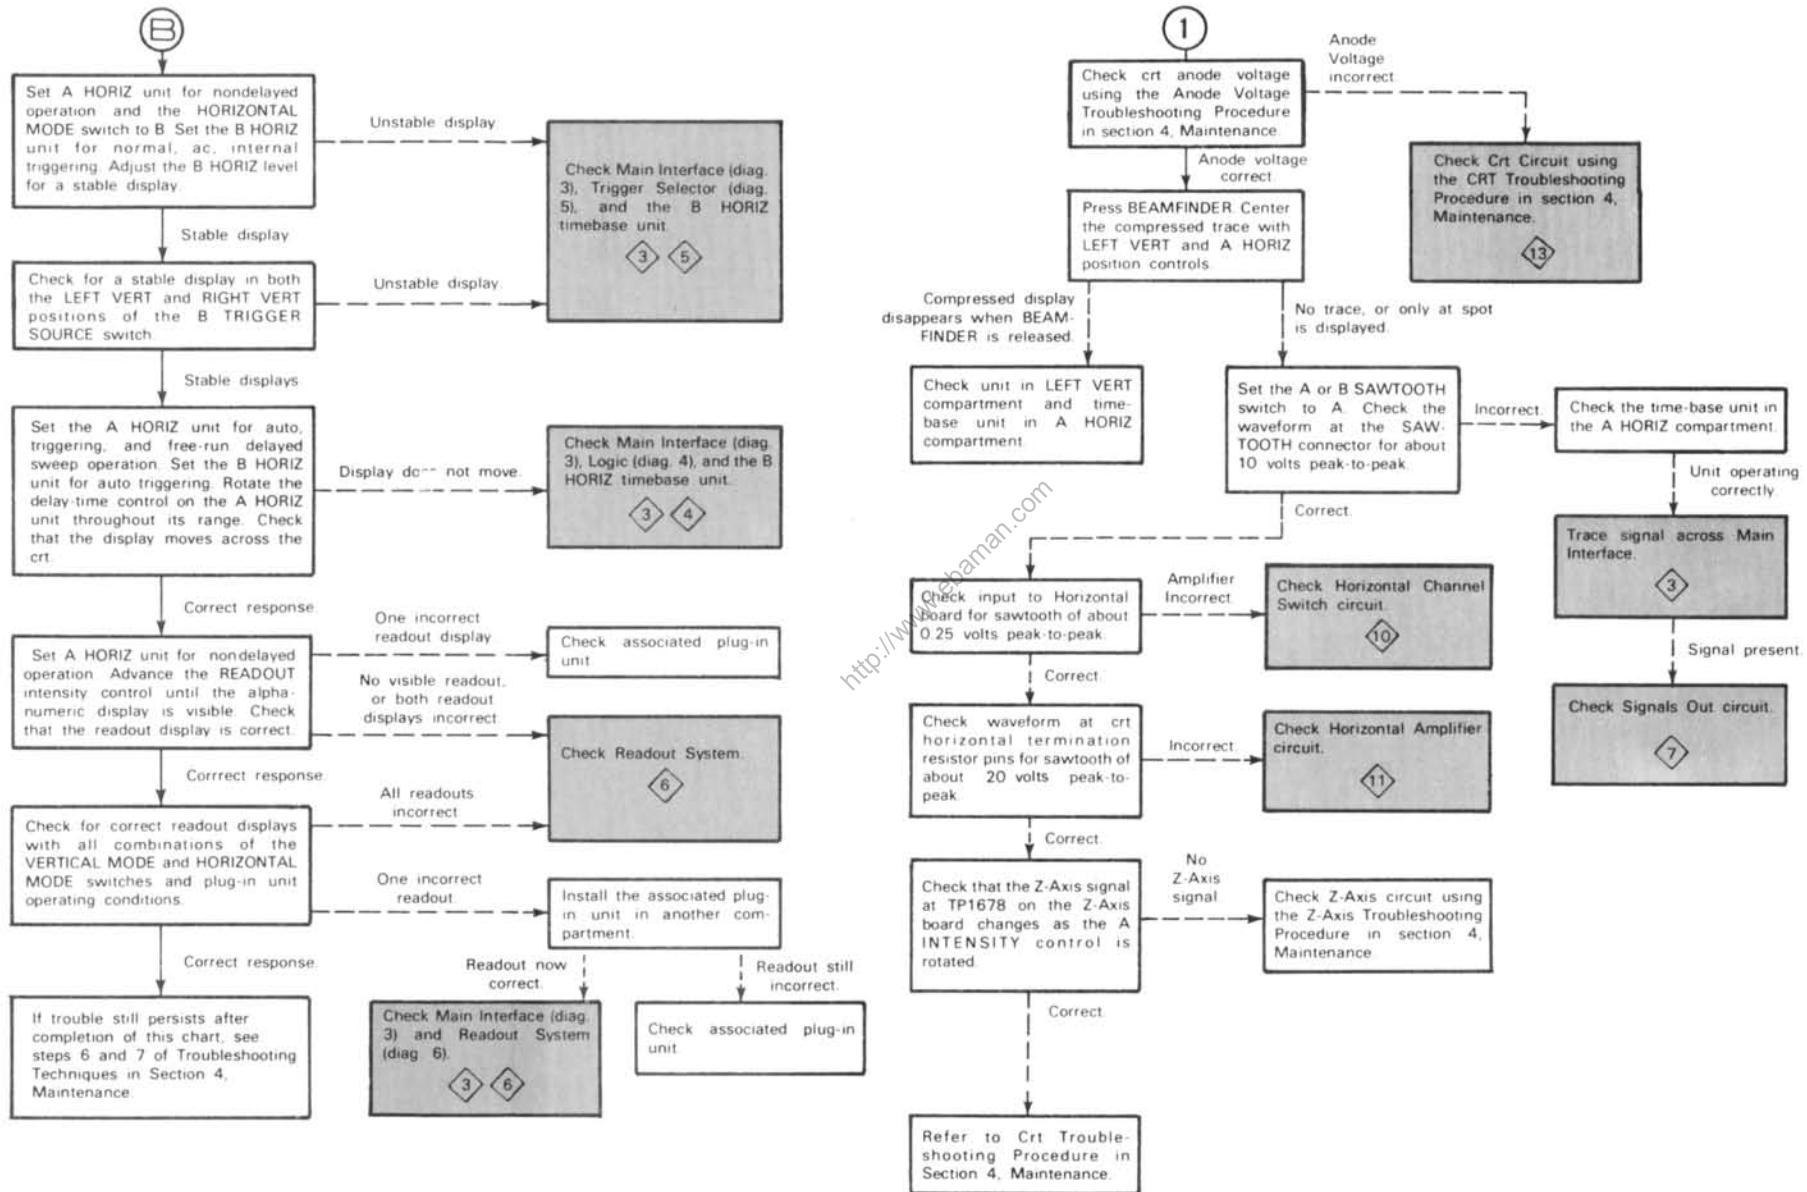 B
Set A HORIZ unit for nondelayed
operation and the HORIZONTAL
MODE switch to B Set the B HORIZ
unit for normal, ac, internal
triggering. Adjust the B HORIZ level
for a stable display.
Unstable display
Check Main Interface (diag.
3), Trigger Selector (diag.
5), and the B HORIZ
timebase unit.
3 5
Stable display
Check for a stable display in both
the LEFT VERT and RIGHT VERT
positions of the B TRIGGER
SOURCE switch.
Unstable display.
Stable displays
Set the A HORIZ unit for auto,
triggering, and free-run delayed
sweep operation. Set the B HORIZ
unit for auto triggering. Rotate the
delay-time control on the A HORIZ
unit throughout its range. Check
that the display moves across the
crt.
Display not move.
Check Main Interface (diag.
3), Logic (diag. 4), and the B
HORIZ timebase unit.
3 4
Correct response
Set A HORIZ unit for nondelayed
operation Advance the READOUT
intensity control until the alpha-
numeric display is visible. Check
that the readout display is correct.
One incorrect
readout display
Check associated plug-in
unit
No visible readout,
or both readout
displays incorrect.
Check Readout System.
6
Corrrect response.
All readouts
incorrect
Check for correct readout displays
with all combinations of the
VERTICAL MODE and HORIZONTAL
MODE switches and plug-in unit
operating conditions.
One incorrect
readout.
Install the associated plug-
in unit in another com-
partment.
Correct response.
Readout now
correct.
Readout still
incorrect.
Check Main Interface (diag.
3) and Readout System
(diag 6).
3 6
Check associated plug-in
unit
If trouble still persists after
completion of this chart, see
steps 6 and 7 of Troubleshooting
Techniques in Section 4,
Maintenance
1
Check crt anode voltage
using the Anode Voltage
Troubleshooting Procedure
in section 4, Maintenance.
Anode
Voltage
incorrect.
Check Crt Circuit using
the CRT Troubleshooting
Procedure in section 4,
Maintenance.
13
Anode voltage
correct.
Press BEAMFINDER. Center
the compressed trace with
LEFT VERT and A HORIZ
position controls.
Compressed display
disappears when BEAM-
FINDER is released.
No trace, or only at spot
is displayed.
Check unit in LEFT VERT
compartment and time-
base unit in A HORIZ
compartment.
Set the A or B SAWTOOTH
switch to A. Check the
waveform at the SAW-
TOOTH connector for about
10 volts peak-to-peak.
Incorrect.
Check the time-base unit in
the A HORIZ compartment.
Unit operating
correctly.
Trace signal across Main
Interface.
3
Signal present.
Check Signals Out circuit.
7
Correct.
Check input to Horizontal
board for sawtooth of about
0.25 volts peak-to-peak.
Amplifier
Incorrect.
Check Horizontal Channel
Switch circuit.
10
Correct.
Check waveform at crt
horizontal termination
resistor pins for sawtooth of
about 20 volts peak-to-
peak.
Incorrect.
Check Horizontal Amplifier
circuit.
11
Correct.
Check that the Z-Axis signal
at TP1678 on the Z-Axis
board changes as the A
INTENSITY control is
rotated.
No
Z-Axis
signal
Check Z-Axis circuit using
the Z-Axis Troubleshooting
Procedure in section 4,
Maintenance
Correct.
Refer to Crt Trouble-
shooting Procedure in
Section 4, Maintenance.
http://www.ebaman.com